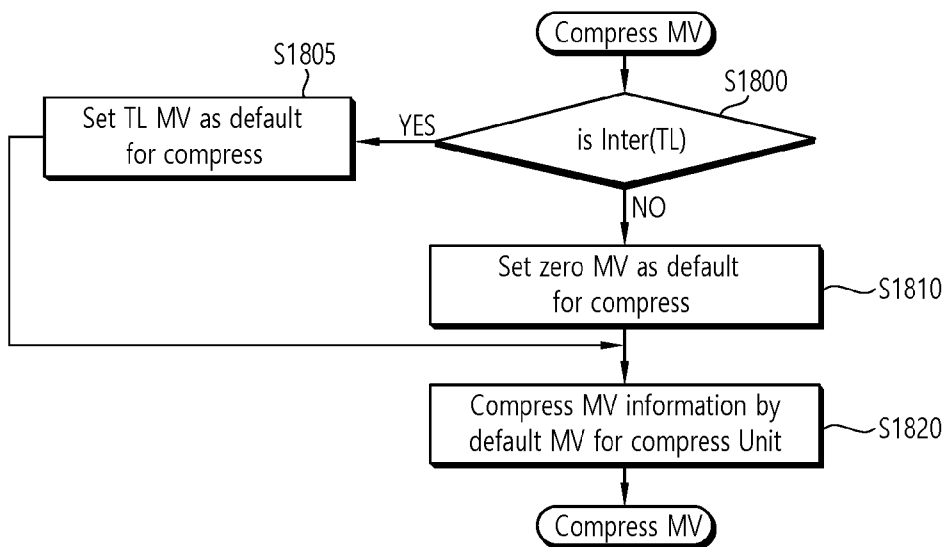 Compress MV
S1805
S1800
Set TL MV as default
for compress
YES
is Inter(TL)
NO
Set zero MV as default
for compress
S1810
Compress MV information by
default MV for compress Unit
S1820
Compress MV